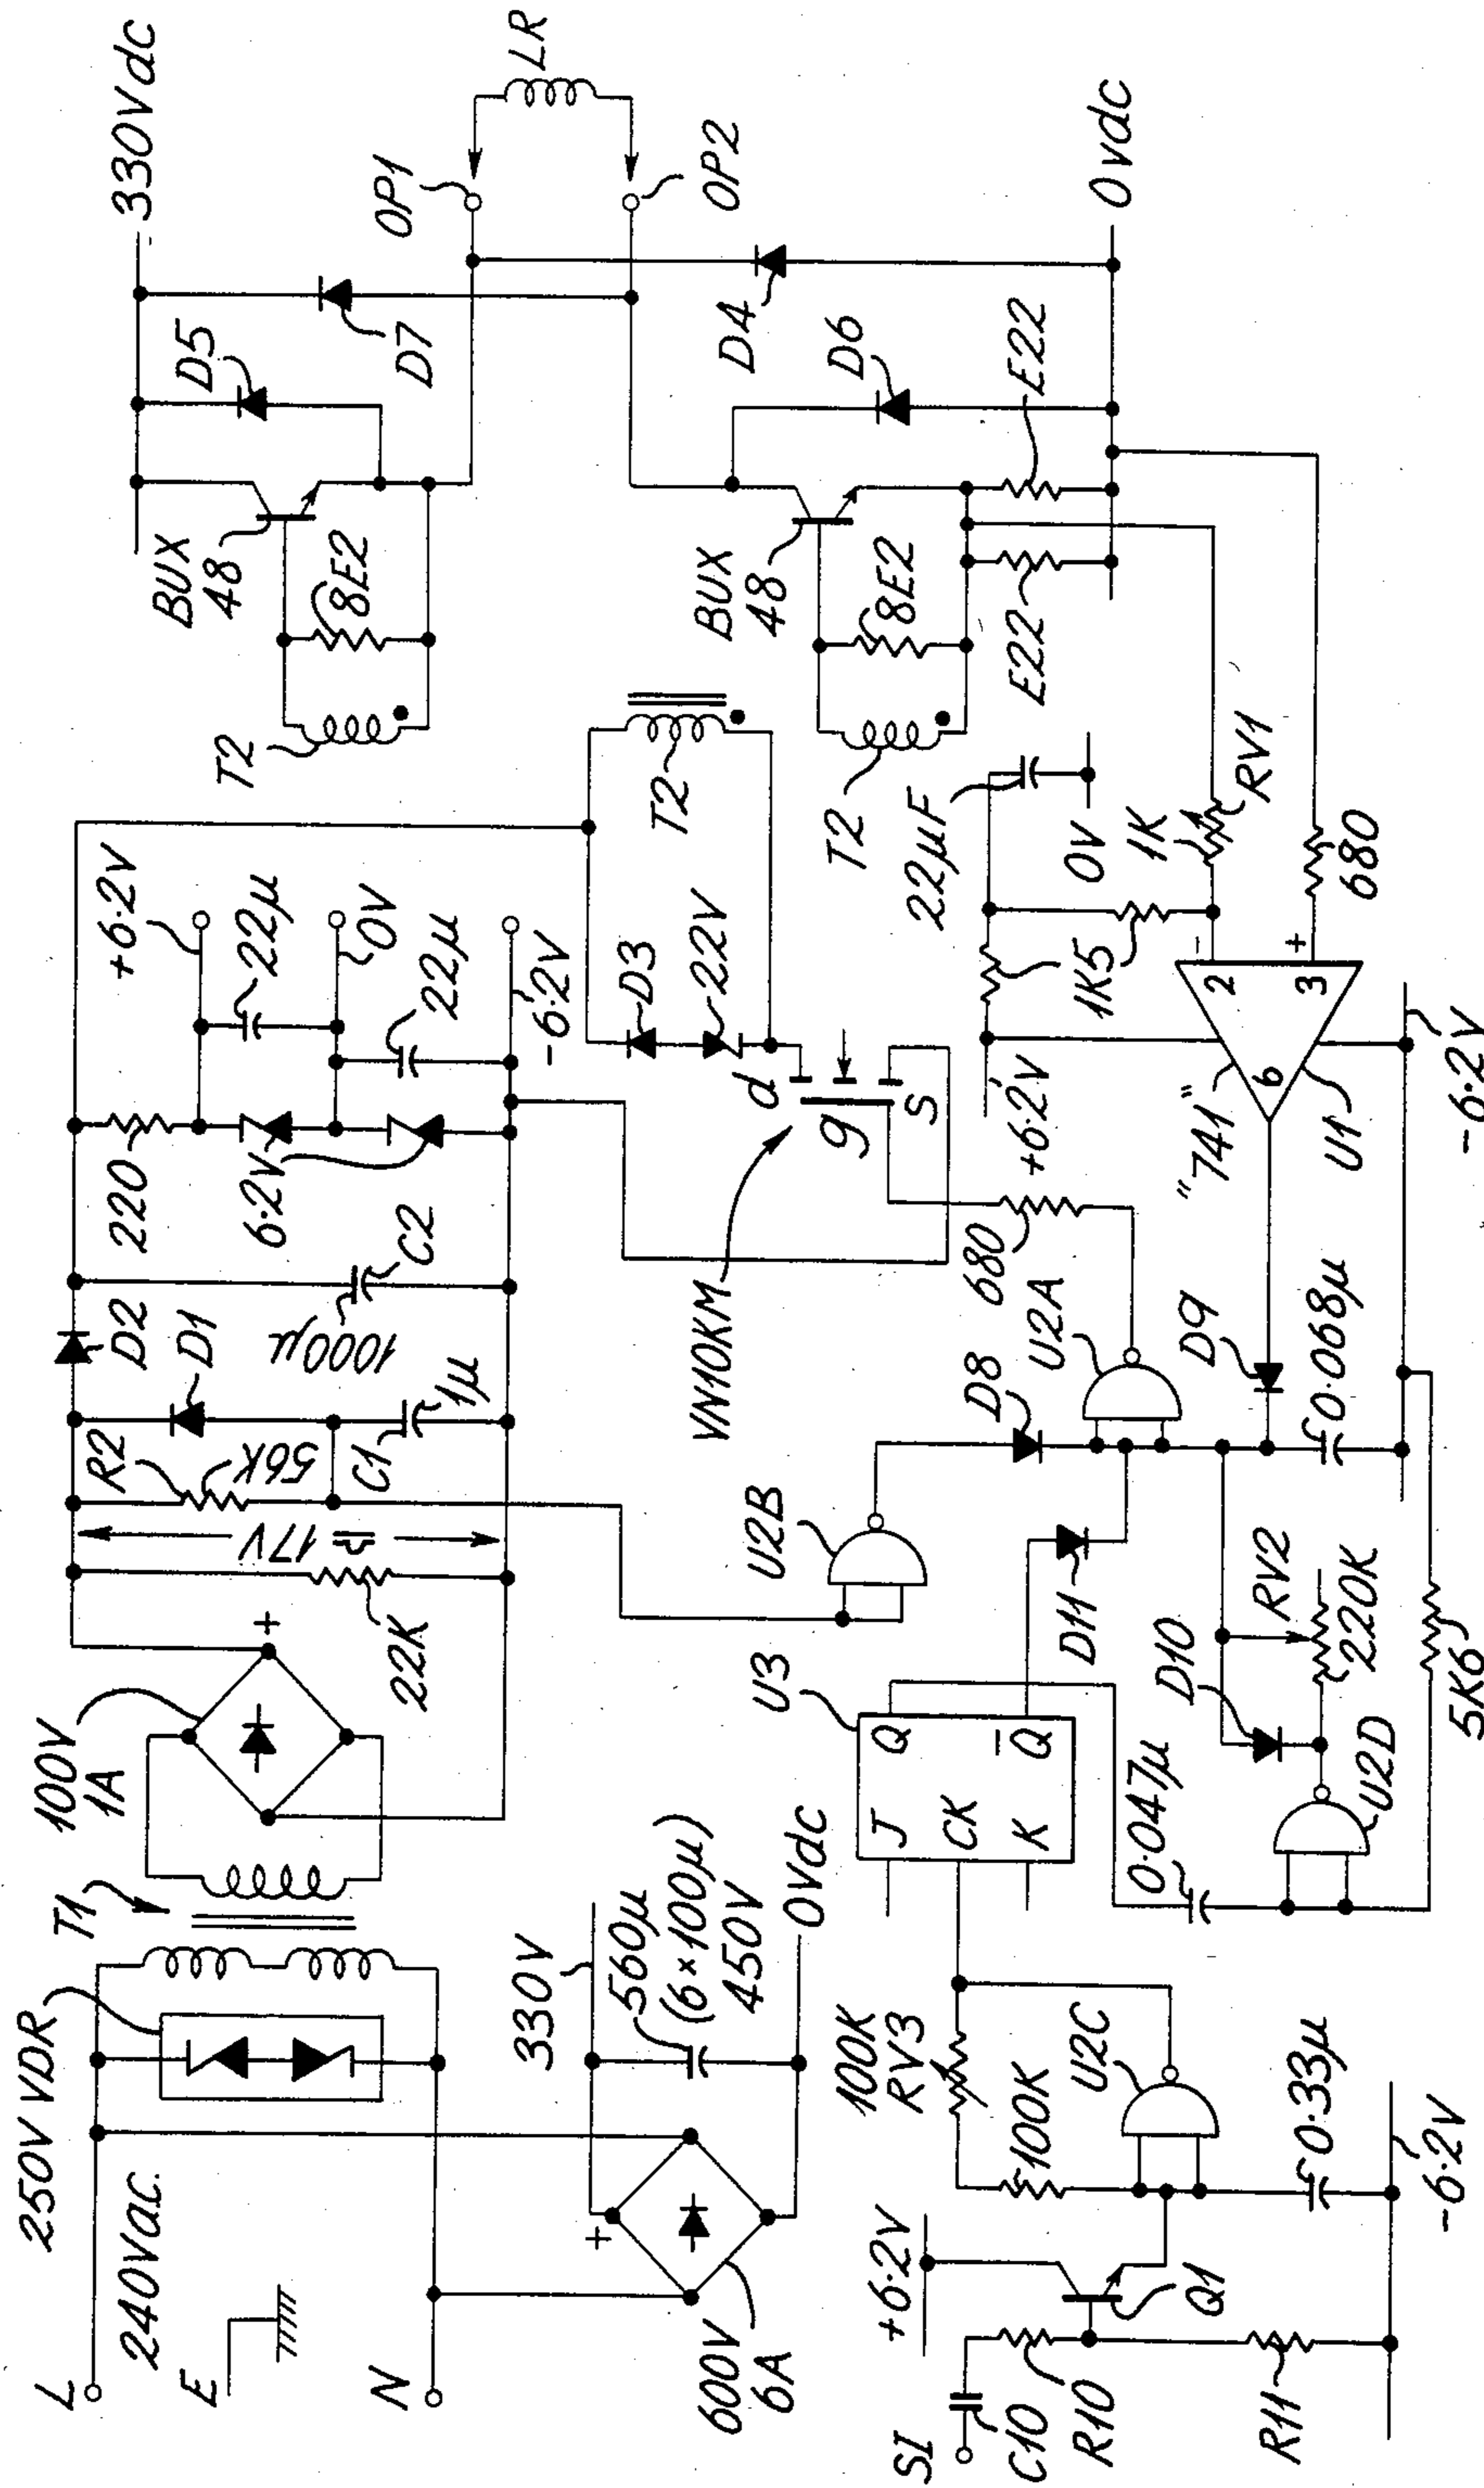 L
240Vac.
E
N
250V VDR
T1
100V
1A
+
22K
≏ 17V
R2
56K
C1
1µ
D1
D2
1000µ
C2
220
6·2V
+6·2V
22µ
0V
22µ
-6·2V
600V
6A
+
330V
560µ
(6×100µ)
450V
0Vdc
T2
BUX
48
8E2
D5
D7
330Vdc
OP1
LR
OP2
D3
22V
T2
d
g
s
VN10KM
T2
BUX
48
8E2
E22
E22
D4
D6
0vdc
680
22µF
0V
1K
RV1
1K5
+6·2V
680
2
-
3
+
6
"741"
U1
-6·2V
U2B
D8
U2A
D9
0·068µ
U3
J
Q
CK
K
Q̅
D11
D10
RV2
220K
0·047µ
U2D
5K6
100K
RV3
100K
U2C
0·33µ
-6·2V
+6·2V
Q1
SI
C10
R10
R11